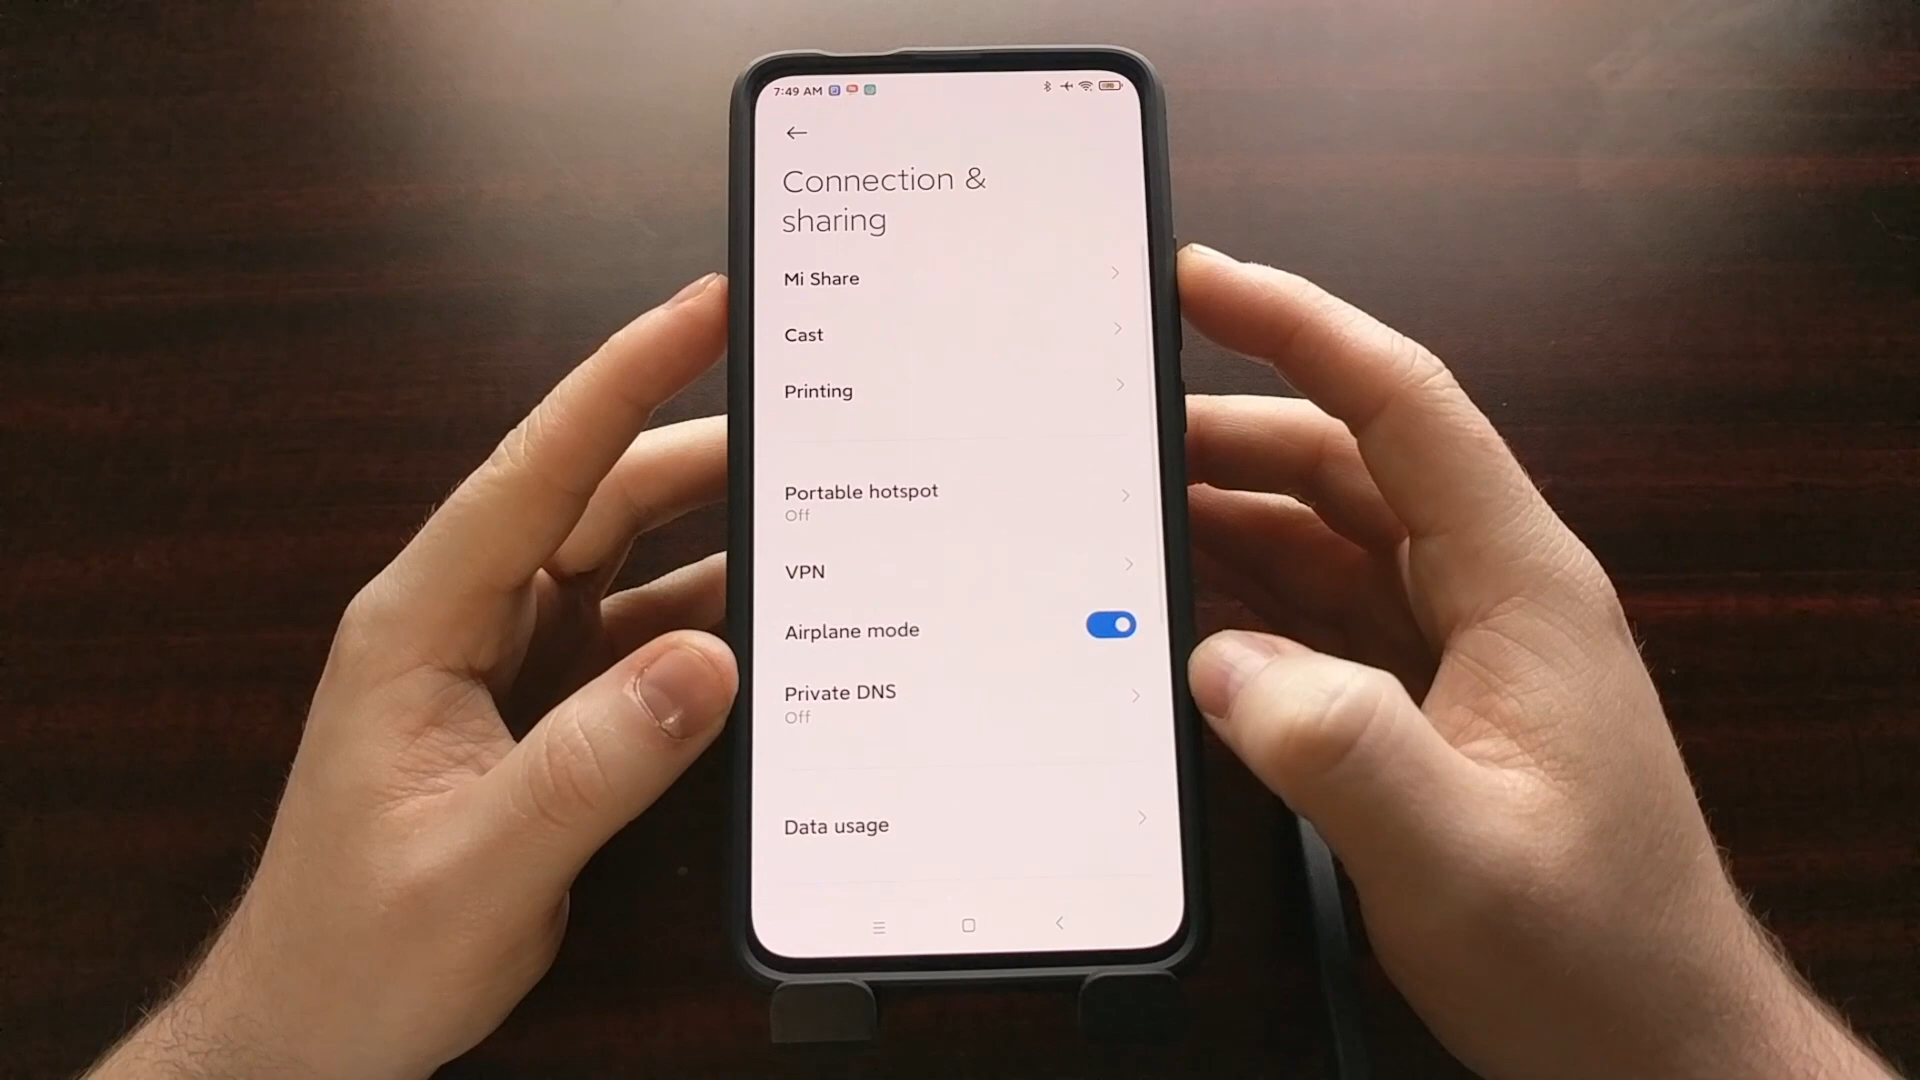 7:49 AM
Connection &
sharing
Mi Share
Cast
Printing
Portable hotspot
Off
VPN
Airplane mode
Private DNS
Off
Data usage